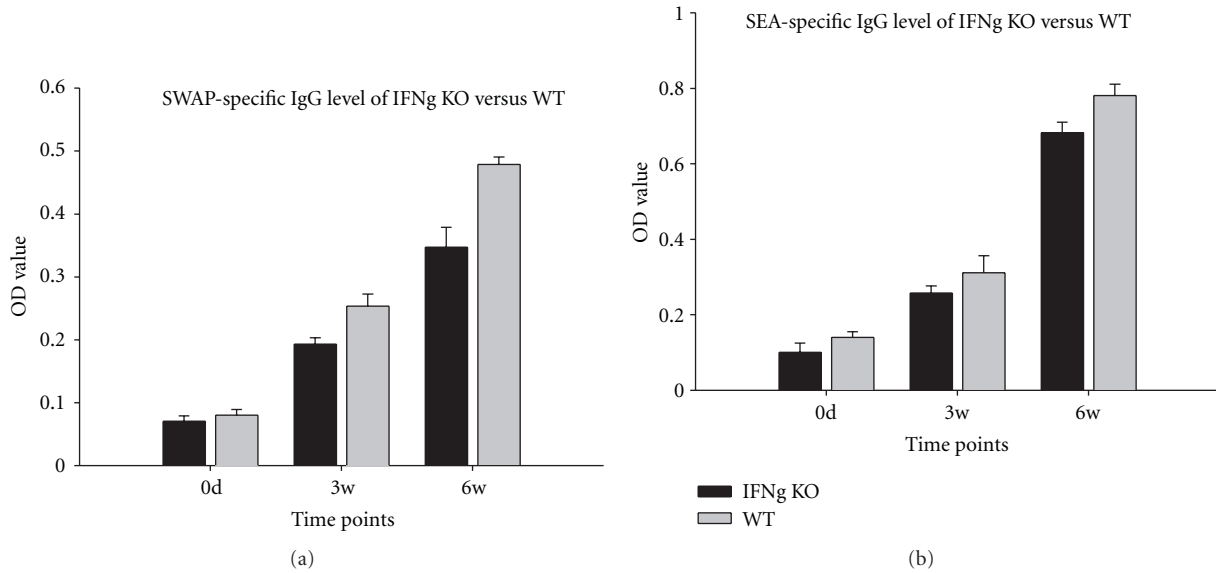 SWAP-specific IgG level of IFNg KO versus WT
0.6
0.5
0.4
0.3
0.2
0.1
0
OD value
0d
3w
6w
Time points
(a)
SEA-specific IgG level of IFNg KO versus WT
1
0.8
0.6
0.4
0.2
0
OD value
0d
3w
6w
Time points
IFNg KO
WT
(b)